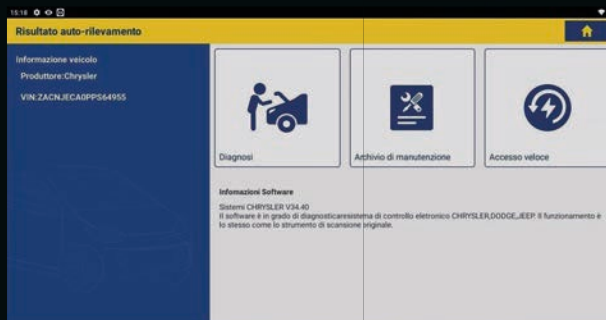 15:18
Risultato auto-rilevamento
Informazione veicolo
Produttore:Chrysler
VIN:ZACNJECA0PPS64955
Diagnosi
Archivio di manutenzione
Accesso veloce
Infomazioni Software
Sistemi CHRYSLER V34.40
Il software è in grado di diagnosticaresistema di controllo eletronico CHRYSLER,DODGE,JEEP. Il funzionamento è
lo stesso come lo strumento di scansione originale.